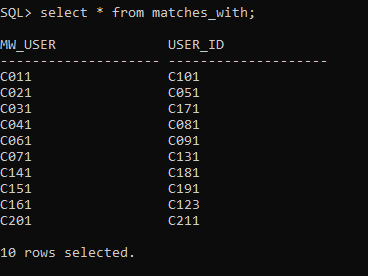 SQL> select * from matches_with;
MW_USER USER_ID
-------------------- --------------------
C011 C101
C021 C051
C031 C171
C041 C081
C061 C091
C071 C131
C141 C181
C151 C191
C161 C123
C201 C211
10 rows selected.